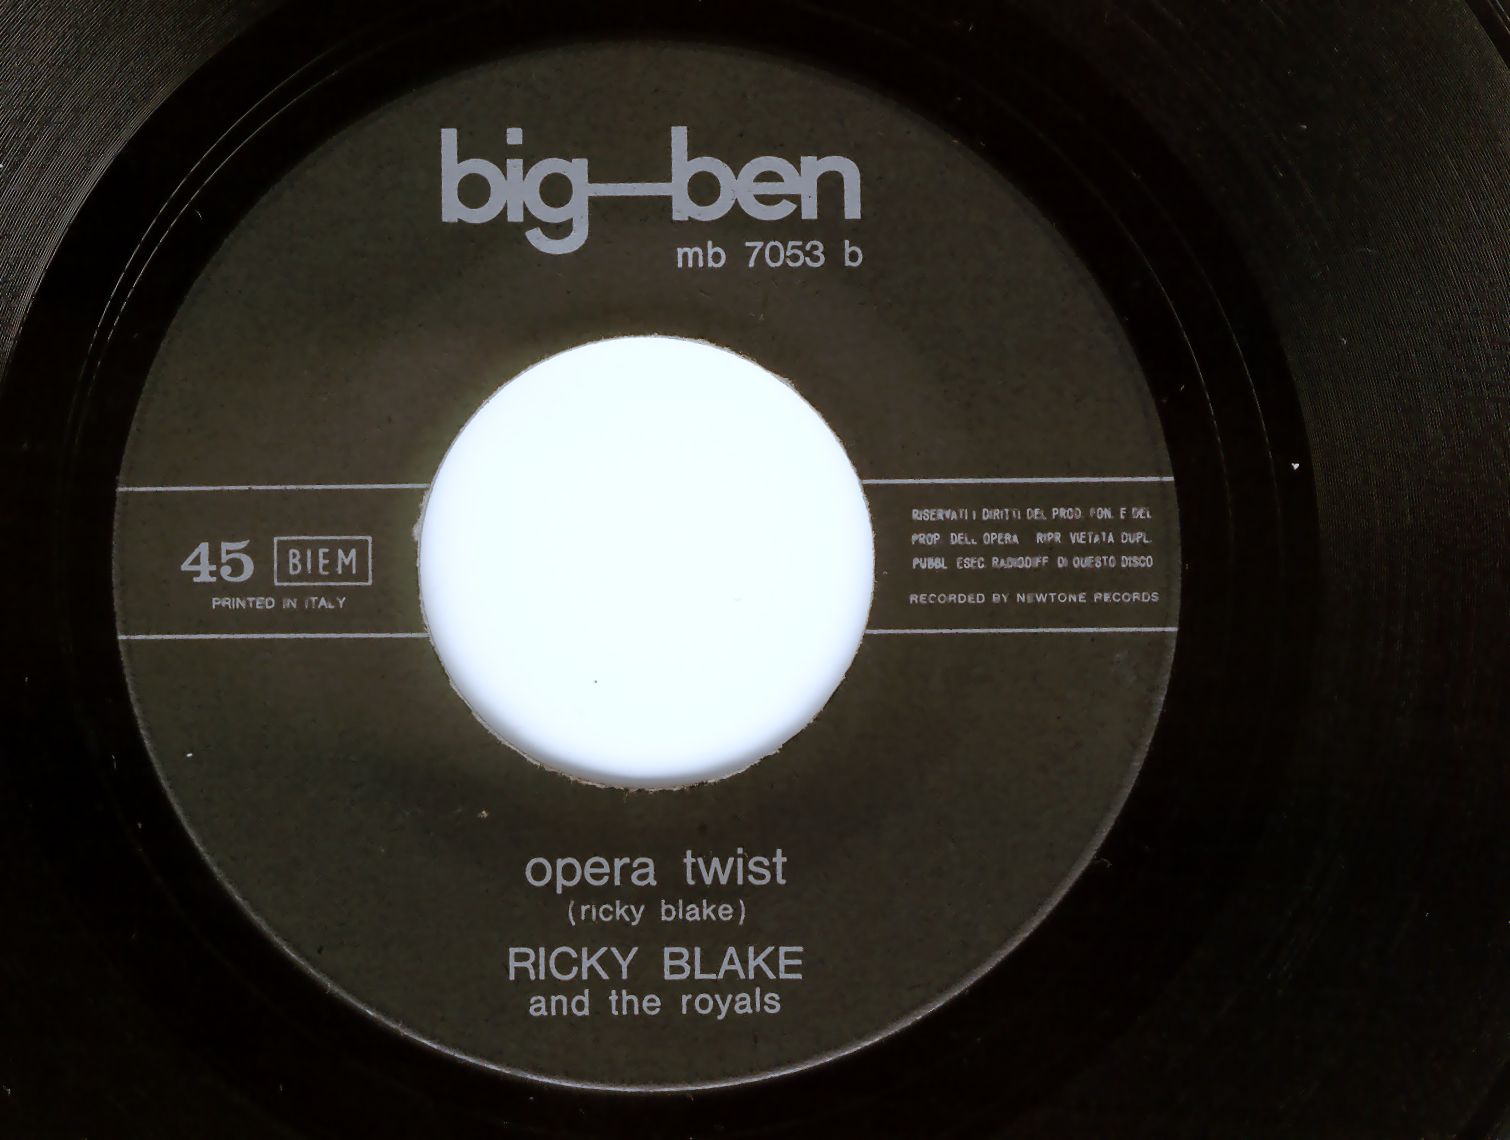 big-ben
mb 7053 b
45 BIEM
PRINTED IN ITALY
RISERVATI I DIRITTI DEL PROD. FON. E DEL
PROP. DELL OPERA RIPR VIETATA DUPL.
PUBBL ESEC RADIODIFF DI QUESTO DISCO
RECORDED BY NEWTONE RECORDS
opera twist
(ricky blake)
RICKY BLAKE
and the royals